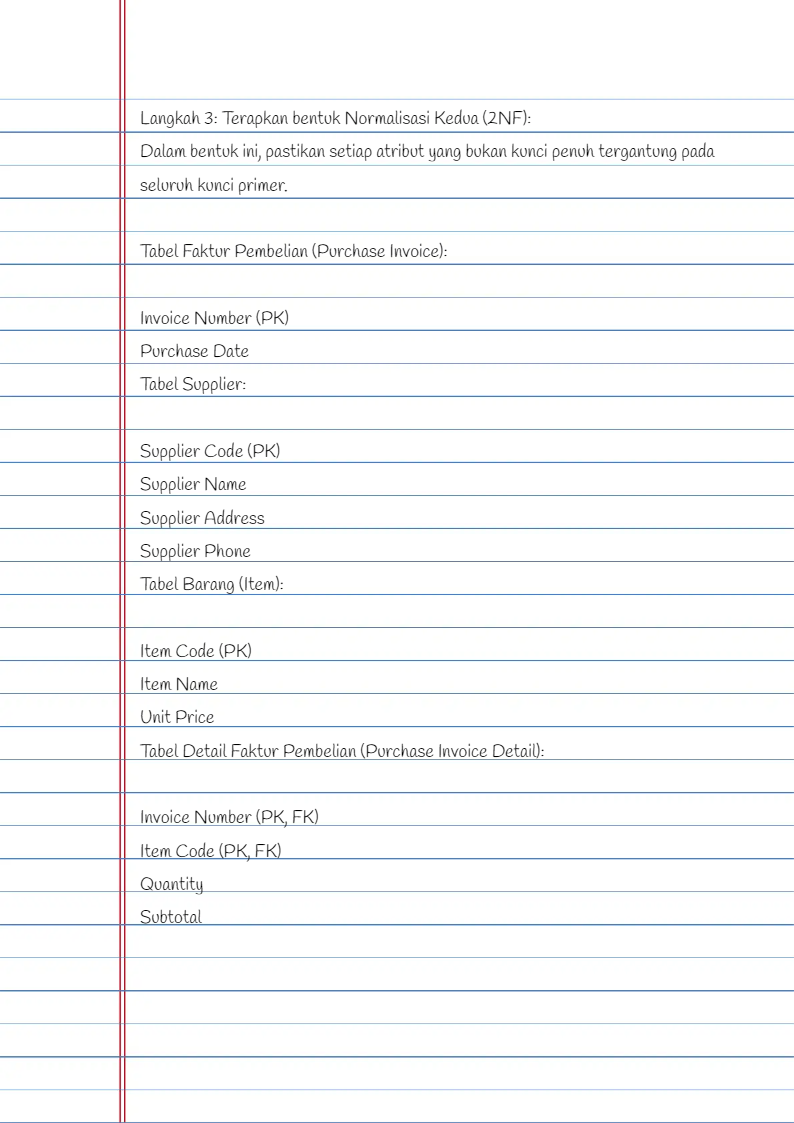 Langkah 3: Terapkan bentuk Normalisasi Kedua (2NF):
Dalam bentuk ini, pastikan setiap atribut yang bukan kunci penuh tergantung pada
seluruh kunci primer.
Tabel Faktur Pembelian (Purchase Invoice):
Invoice Number (PK)
Purchase Date
Tabel Supplier:
Supplier Code (PK)
Supplier Name
Supplier Address
Supplier Phone
Tabel Barang (Item):
Item Code (PK)
Item Name
Unit Price
Tabel Detail Faktur Pembelian (Purchase Invoice Detail):
Invoice Number (PK, FK)
Item Code (PK, FK)
Quantity
Subtotal